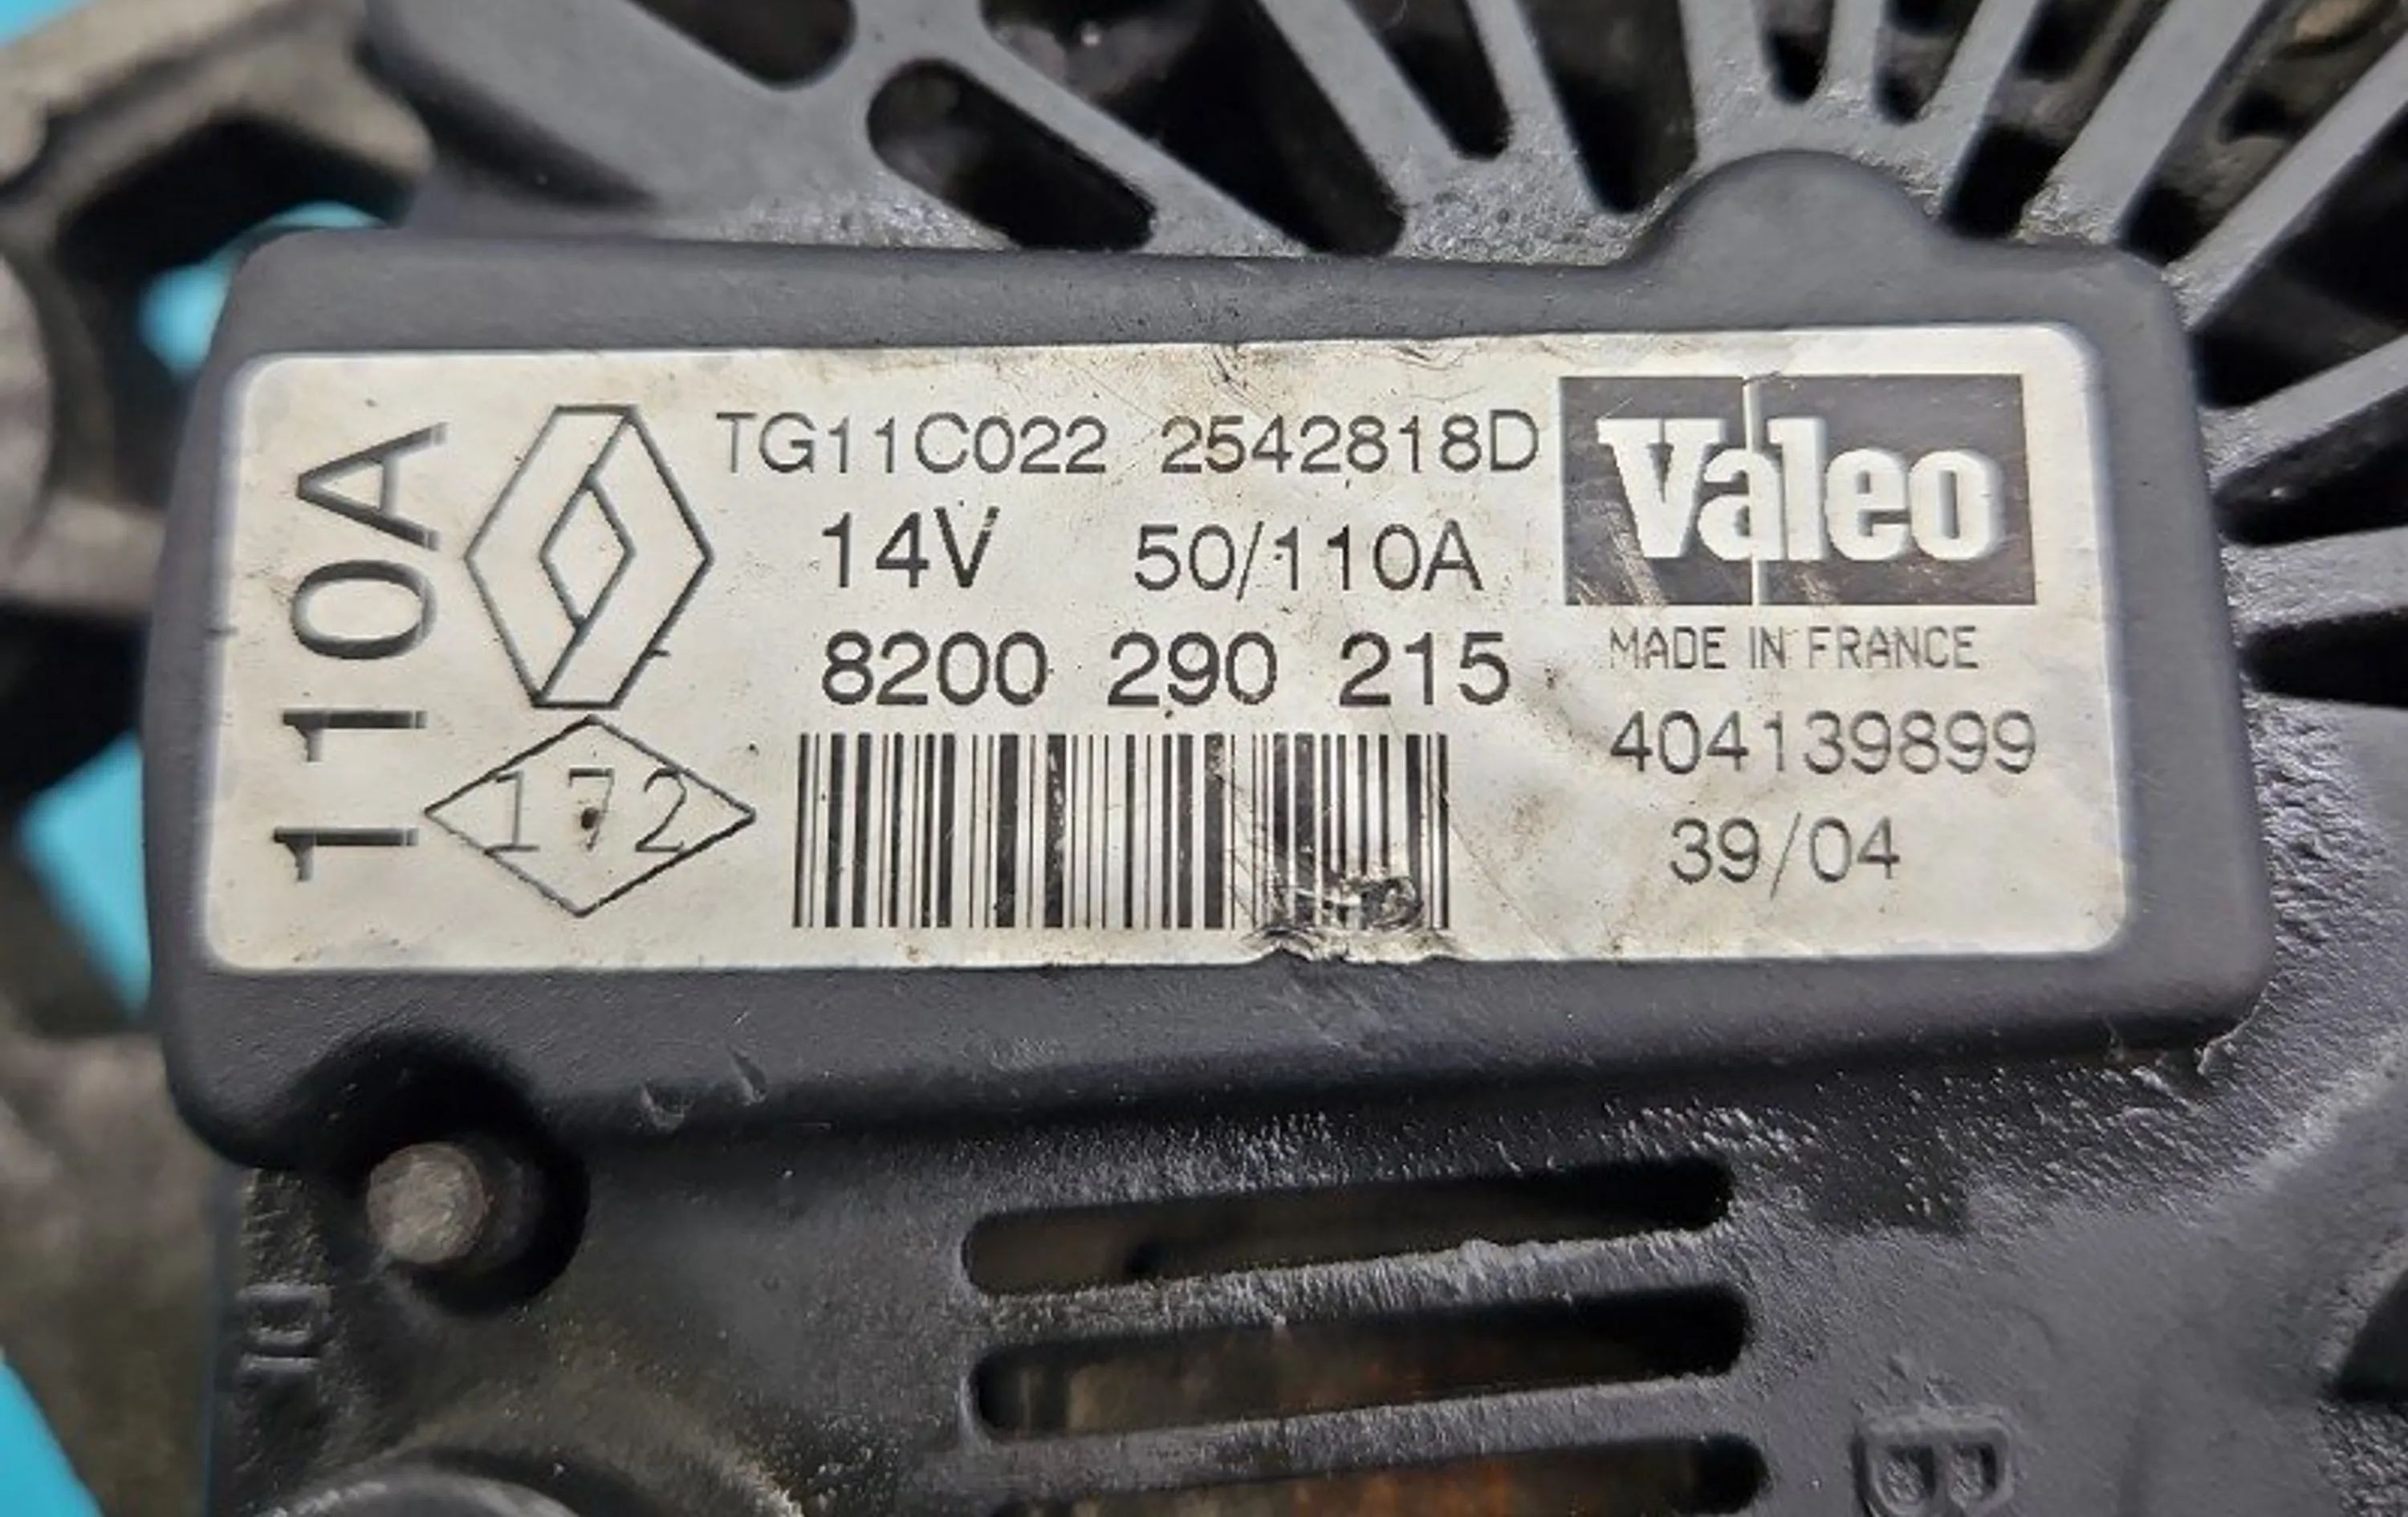 110A
TG11C022 2542818D
14V 50/110A
8200 290 215
172
Valeo
MADE IN FRANCE
404139899
39/04
B